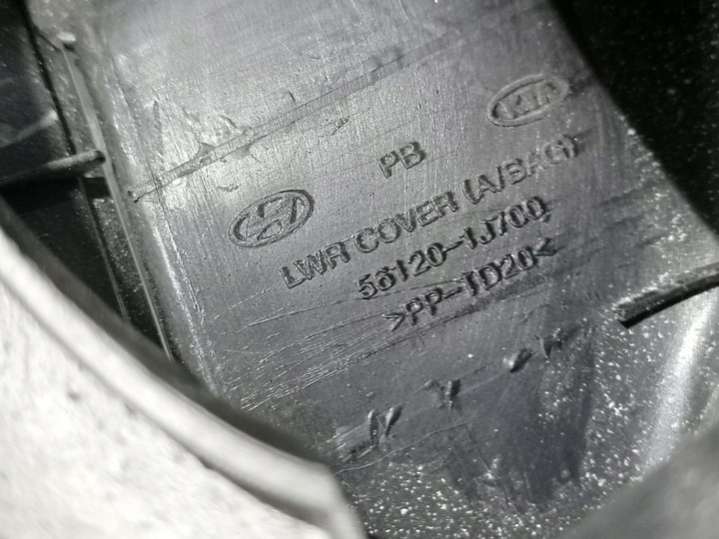 KIA
PB
LWR COVER (A/BAG)
56120-1J700
>PP-TD20<